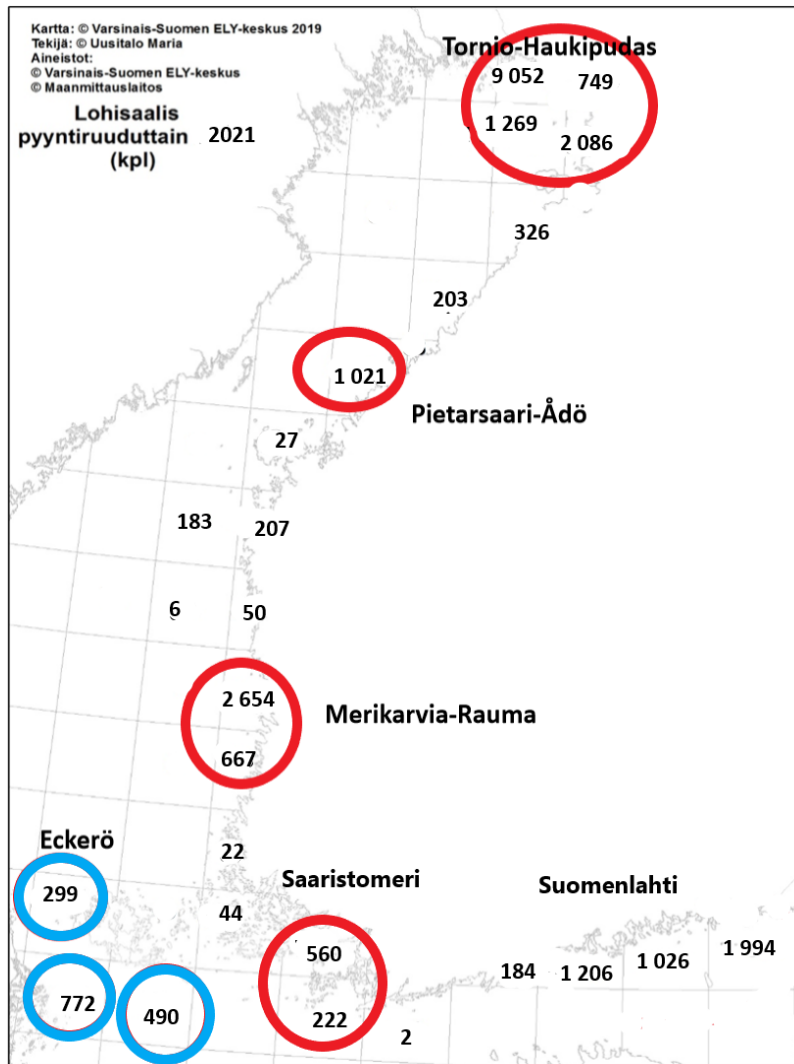 Kartta: © Varsinais-Suomen ELY-keskus 2019
Tekijä: © Uusitalo Maria
Aineistot:
© Varsinais-Suomen ELY-keskus
© Maanmittauslaitos
Lohisaalis
pyyntiruuduttain 2021
(kpl)
Tornio-Haukipudas
9 052 749
1 269 2 086
326
203
1 021
Pietarsaari-Ådö
27
183 207
6 50
2 654
Merikarvia-Rauma
667
Eckerö
22
299
Saaristomeri
Suomenlahti
44
560
184 1 206 1 026 1 994
772 490 222 2